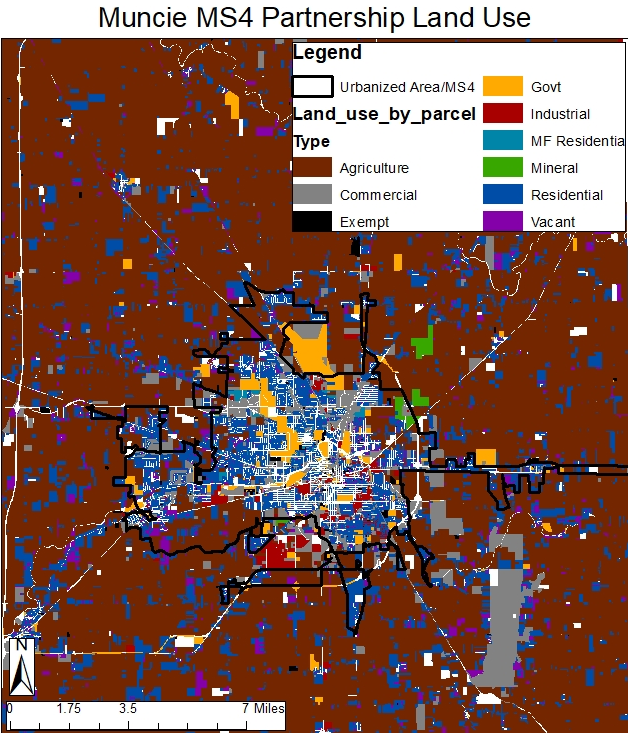 Muncie MS4 Partnership Land Use
Legend
Urbanized Area/MS4
Land_use_by_parcel
Type
Agriculture
Commercial
Exempt
Govt
Industrial
MF Residentia
Mineral
Residential
Vacant
N
0 1.75 3.5 7 Miles